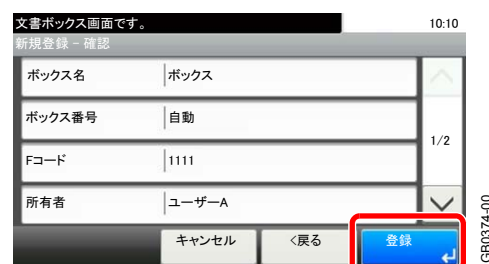 文書ボックス画面です。 10:10
新規登録 - 確認
ボックス名 ボックス
ボックス番号 自動
1/2
Fコード 1111
所有者 ユーザーA
キャンセル <戻る 登録
GB0374-00